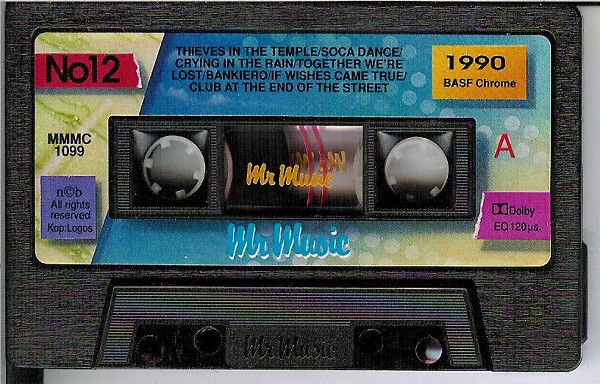 No12
THIEVES IN THE TEMPLE/SOCA DANCE/
CRYING IN THE RAIN/TOGETHER WE'RE
LOST/BANKIERO/IF WISHES CAME TRUE/
CLUB AT THE END OF THE STREET
1990
BASF Chrome
MMMC
1099
A
Mr Music
n©b
All rights
reserved
Kop:Logos
Dolby
EQ 120µs.
Mr Music
Mr Music